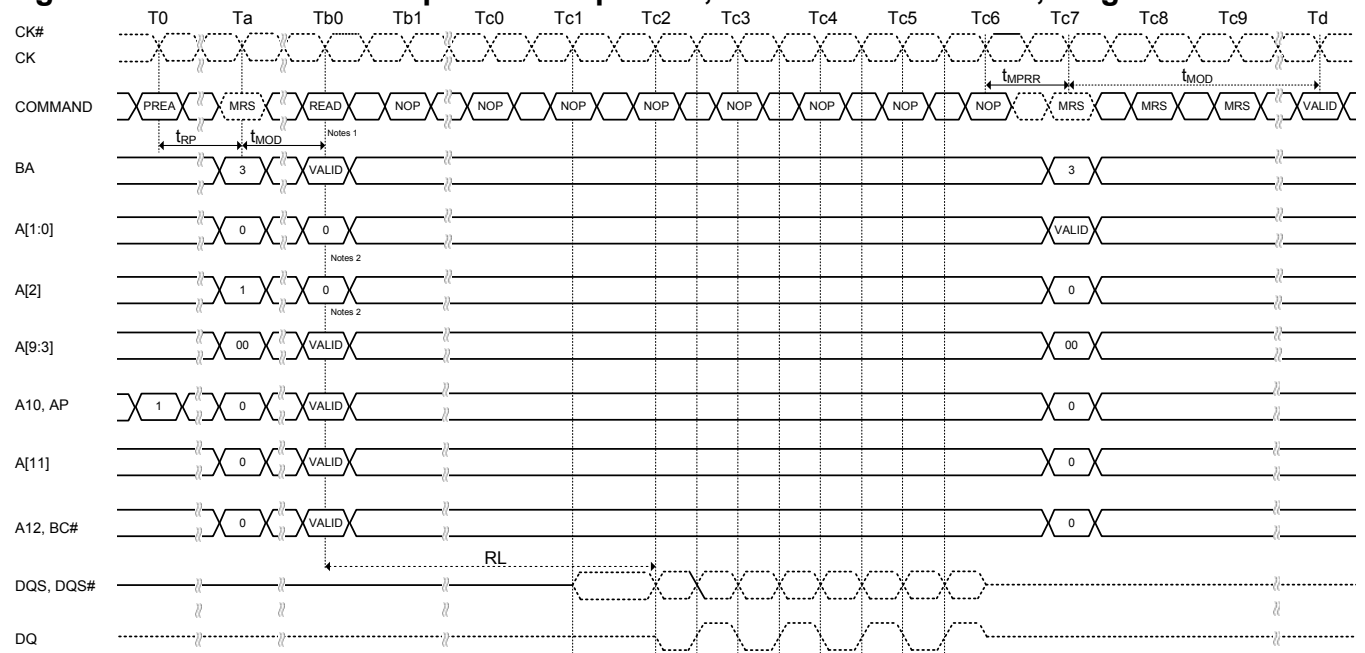 T0 Ta Tb0 Tb1 Tc0 Tc1 Tc2 Tc3 Tc4 Tc5 Tc6 Tc7 Tc8 Tc9 Td
CK#
CK
tMPRR tMOD
COMMAND PREA MRS READ NOP NOP NOP NOP NOP NOP NOP NOP MRS MRS MRS VALID
tRP tMOD Notes 1
BA 3 VALID 3
A[1:0] 0 0 VALID
Notes 2
A[2] 1 0 0
Notes 2
A[9:3] 00 VALID 00
A10, AP 1 0 VALID 0
A[11] 0 VALID 0
A12, BC# 0 VALID 0
RL
DQS, DQS#
DQ